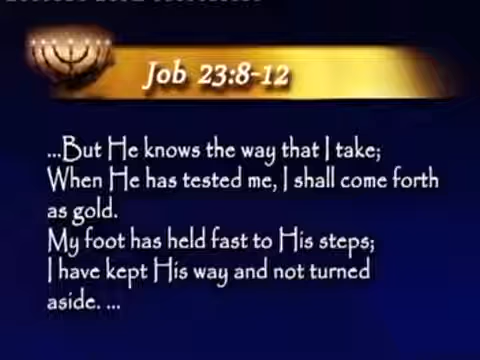 Job 23:8-12
...But He knows the way that I take;
When He has tested me, I shall come forth
as gold.
My foot has held fast to His steps;
I have kept His way and not turned
aside. ...